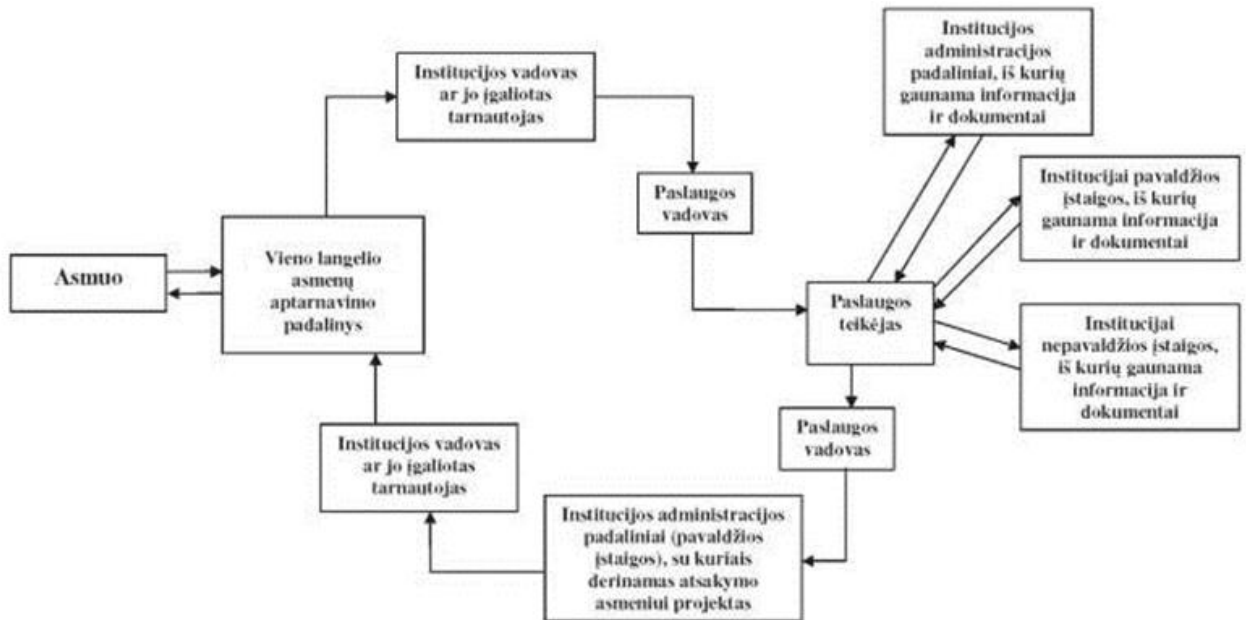 Institucijos
administracijos
padaliniai, iš kurių
gaunama informacija
ir dokumentai
Institucijos vadovas
ar jo įgaliotas
tarnautojas
Paslaugos
vadovas
Institucijai pavaldžios
įstaigos, iš kurių
gaunama informacija
ir dokumentai
Asmuo
Vieno langelio
asmenų
aptarnavimo
padalinys
Paslaugos
teikėjas
Institucijai
nepavaldžios įstaigos,
iš kurių gaunama
informacija ir
dokumentai
Paslaugos
vadovas
Institucijos vadovas
ar jo įgaliotas
tarnautojas
Institucijos administracijos
padaliniai (pavaldžios
įstaigos), su kuriais
derinamas atsakymo
asmeniui projektas